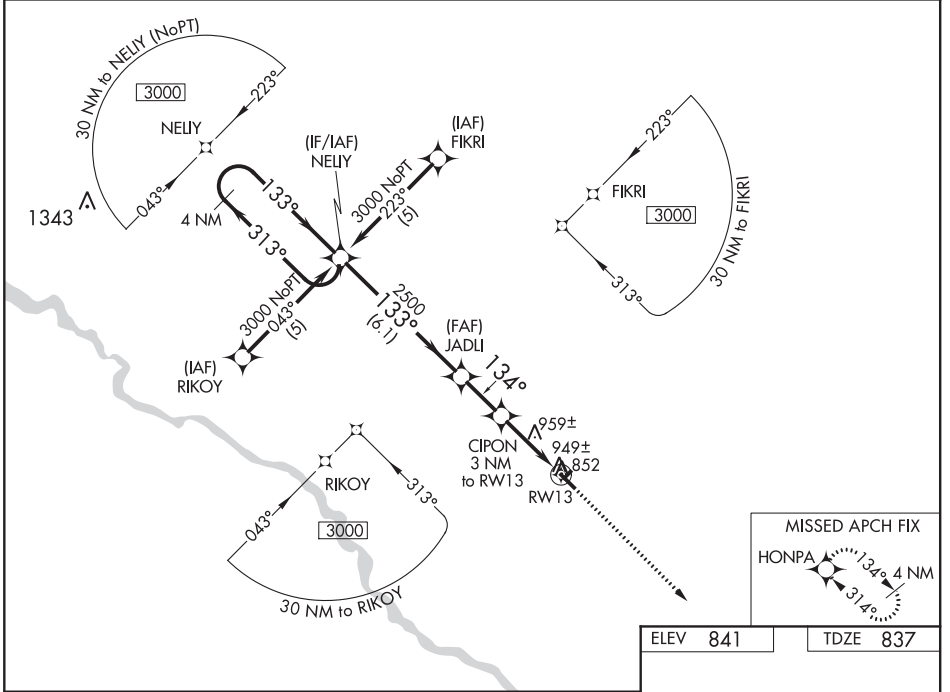 30 NM to NELIY (NoPT)
3000
223°
NELIY
043°
1343
4 NM
133°
313°
(IF/IAF)
NELIY
(IAF)
FIKRI
3000 NoPT
223°
(5)
223°
FIKRI
3000
313°
30 NM to FIKRI
3000 NoPT
043°
(5)
(IAF)
RIKOY
2500
133°
(6.1)
(FAF)
JADLI
134°
CIPON
3 NM
to RW13
959±
949±
852
RW13
RIKOY
043°
313°
3000
30 NM to RIKOY
MISSED APCH FIX
HONPA
134°
4 NM
314°
ELEV 841
TDZE 837